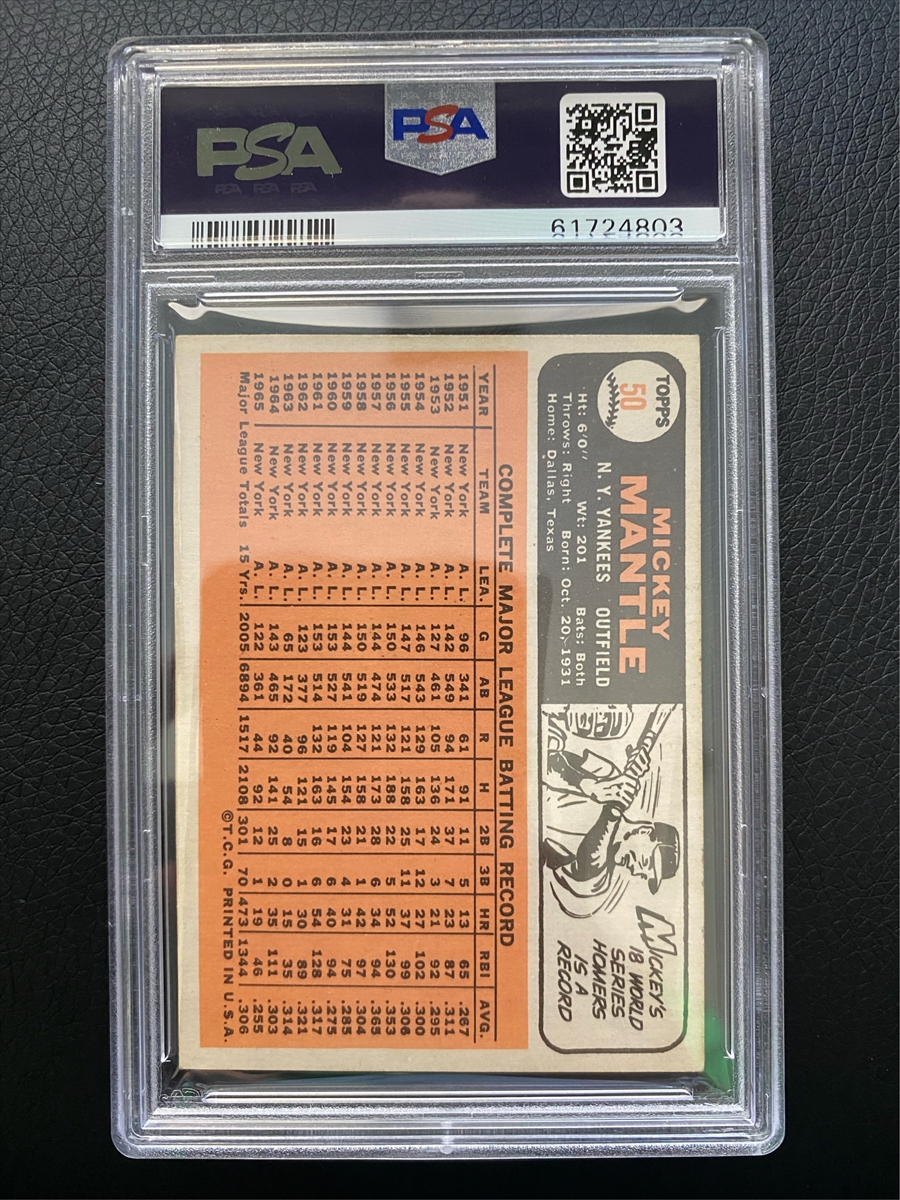 PSA
PSA
PSA PSA PSA
61724803
TOPPS
50
MICKEY
MANTLE
N. Y. YANKEES OUTFIELD
Ht: 6'0" Wt: 201 Bats: Both
Throws: Right Born: Oct. 20, 1931
Home: Dallas, Texas
MICKEY'S
18 WORLD
SERIES
HOMERS
IS A
RECORD
COMPLETE MAJOR LEAGUE BATTING RECORD
YEAR TEAM LEA. G AB R H 2B 3B HR RBI AVG.
1951 New York A. L. 96 341 61 91 11 5 13 65 .267
1952 New York A. L. 142 549 94 171 37 7 23 87 .311
1953 New York A. L. 127 461 105 136 24 3 21 92 .295
1954 New York A. L. 146 543 129 163 17 12 27 102 .300
1955 New York A. L. 147 517 121 158 25 11 37 99 .306
1956 New York A. L. 150 533 132 188 22 5 52 130 .353
1957 New York A. L. 144 474 121 173 28 6 34 94 .365
1958 New York A. L. 150 519 127 158 21 1 42 97 .304
1959 New York A. L. 144 541 104 154 23 4 31 75 .285
1960 New York A. L. 153 527 119 145 17 6 40 94 .275
1961 New York A. L. 153 514 132 163 16 6 54 128 .317
1962 New York A. L. 123 377 96 121 15 1 30 89 .321
1963 New York A. L. 65 172 40 54 8 0 15 35 .314
1964 New York A. L. 143 465 92 141 25 2 35 111 .303
1965 New York A. L. 122 361 44 92 12 1 19 46 .255
Major League Totals 15 Yrs. 2005 6894 1517 2108 301 70 473 1344 .306
©T.C.G. PRINTED IN U.S.A.